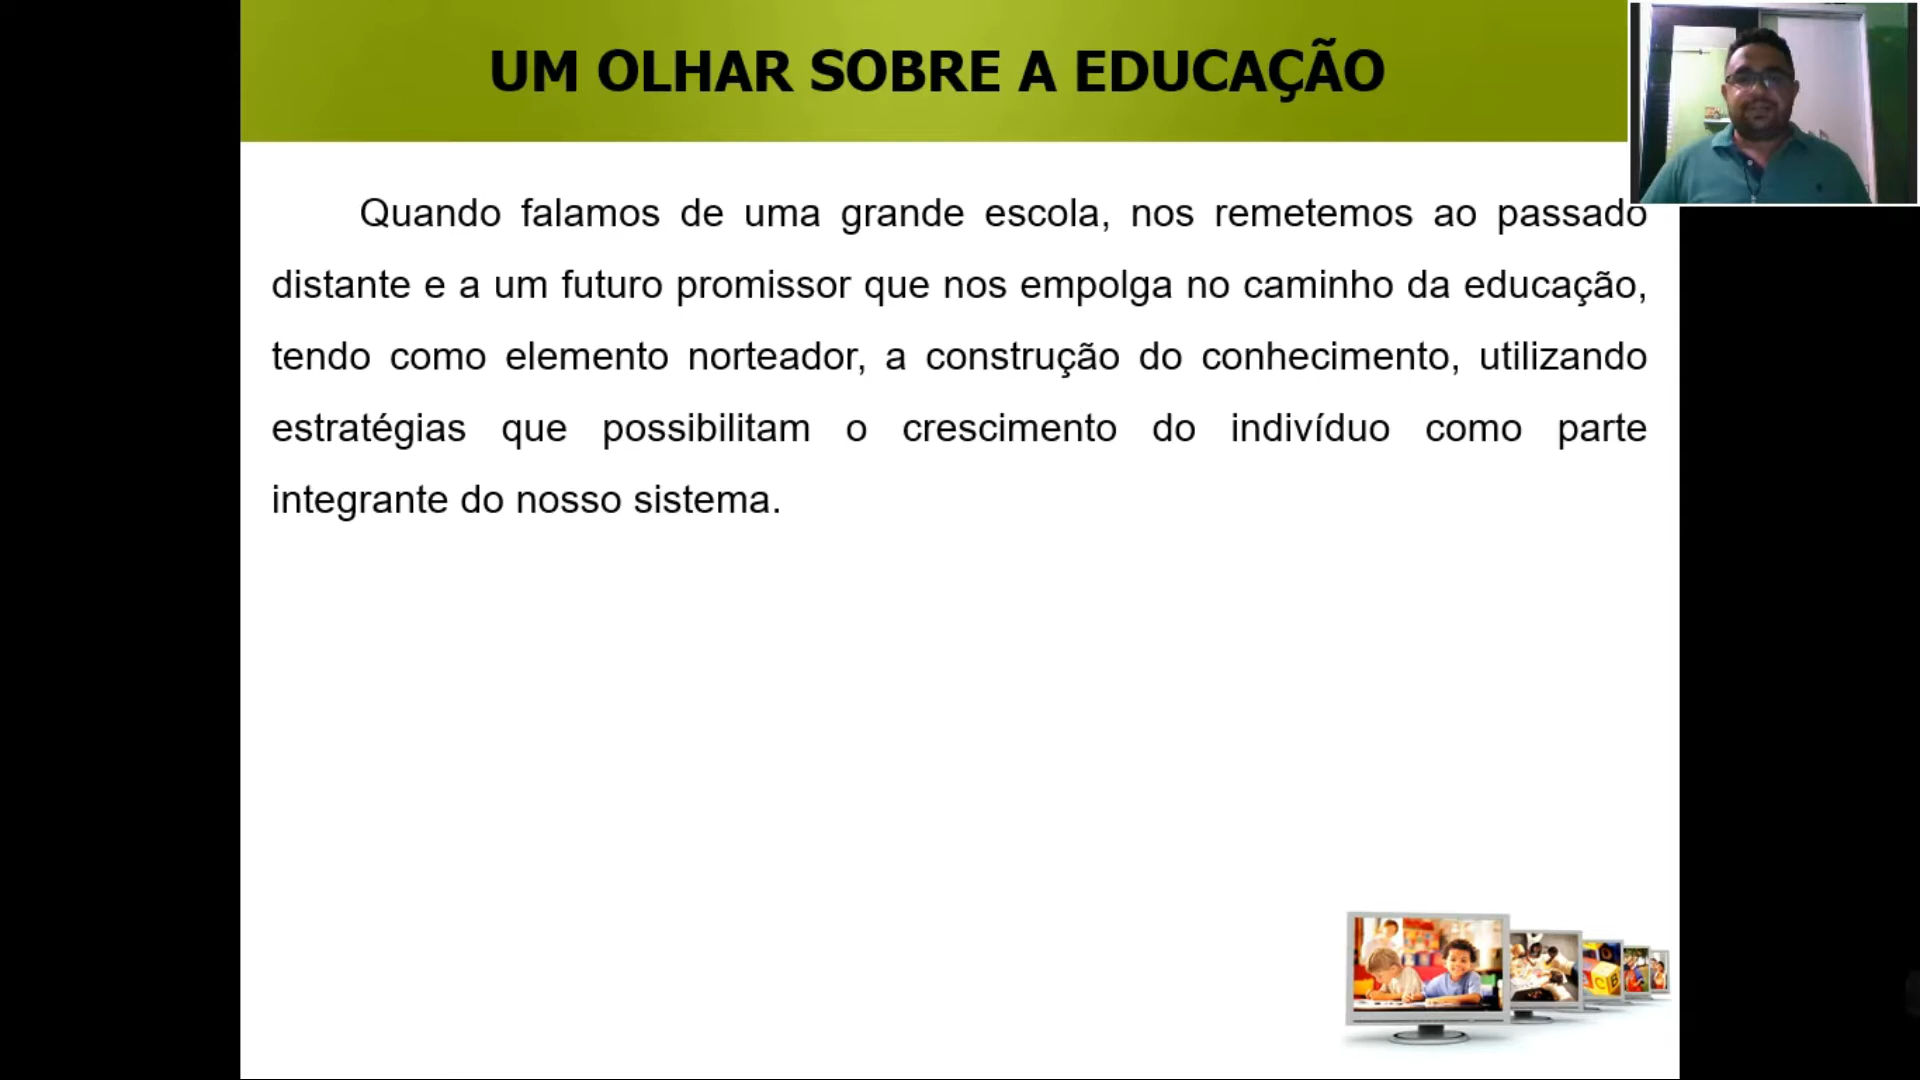 UM OLHAR SOBRE A EDUCAÇÃO
Quando falamos de uma grande escola, nos remetemos ao passado
distante e a um futuro promissor que nos empolga no caminho da educação,
tendo como elemento norteador, a construção do conhecimento, utilizando
estratégias que possibilitam o crescimento do indivíduo como parte
integrante do nosso sistema.